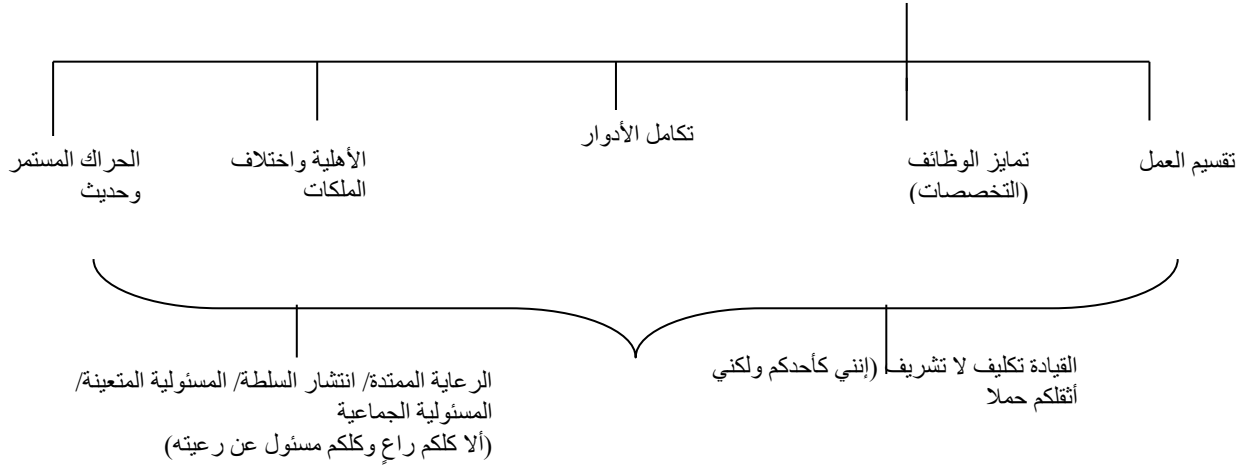 تقسيم العمل
تمايز الوظائف
(التخصصات)
تكامل الأدوار
الأهلية واختلاف
الملكات
الحراك المستمر
وحديث
القيادة تكليف لا تشريف (إنني كأحدكم ولكني
أثقلكم حملا
الرعاية الممتدة/ انتشار السلطة/ المسئولية المتعينة/
المسئولية الجماعية
(ألا كلكم راعٍ وكلكم مسئول عن رعيته)